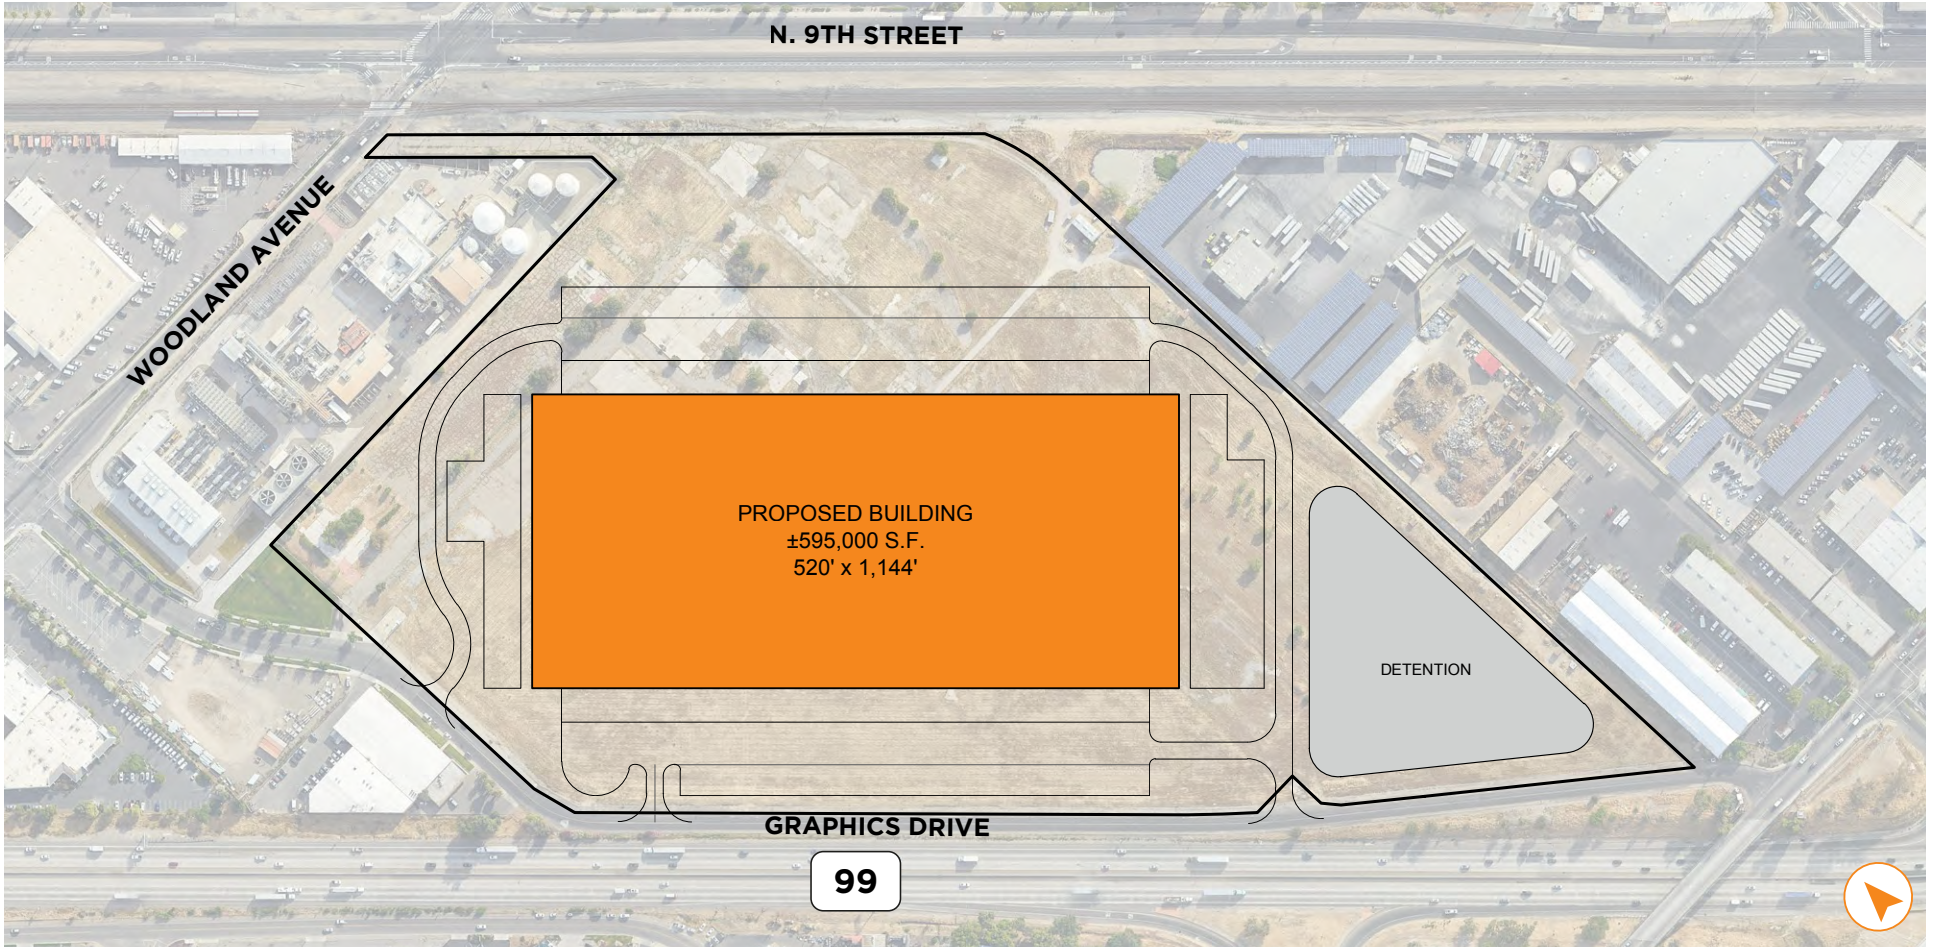 N. 9TH STREET
WOODLAND AVENUE
PROPOSED BUILDING
±595,000 S.F.
520' x 1,144'
DETENTION
GRAPHICS DRIVE
99